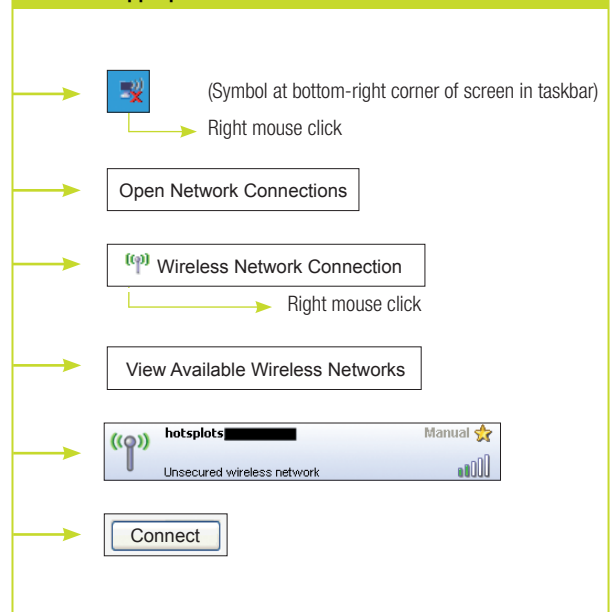 (Symbol at bottom-right corner of screen in taskbar)
Right mouse click
Open Network Connections
Wireless Network Connection
Right mouse click
View Available Wireless Networks
hotsplots Manual
Unsecured wireless network
Connect